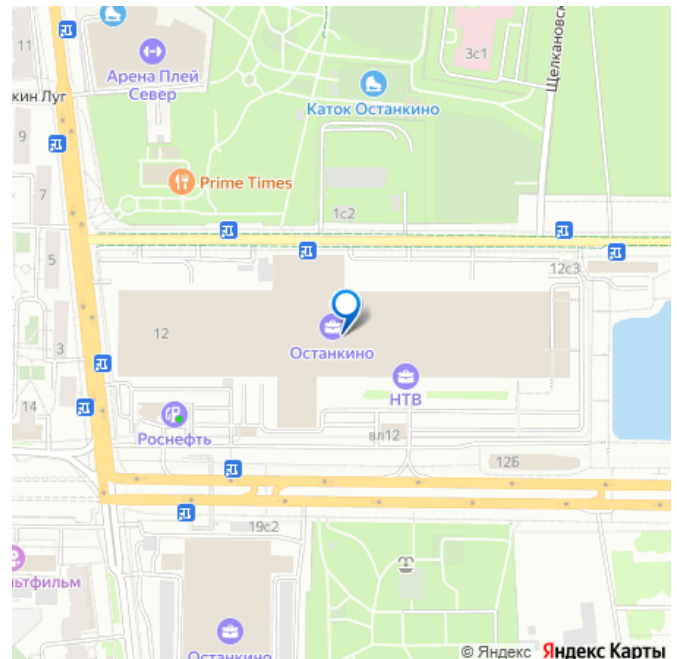 11
Арена Плей
Север
3с1
Щелкановск
кин Луг
Каток Останкино
9
7
Prime Times
1с2
5
12с3
12
3
Останкино
НТВ
14
Роснефть
вл12
12Б
19с2
льтфильм
Останкино
© Яндекс Яндекс Карты